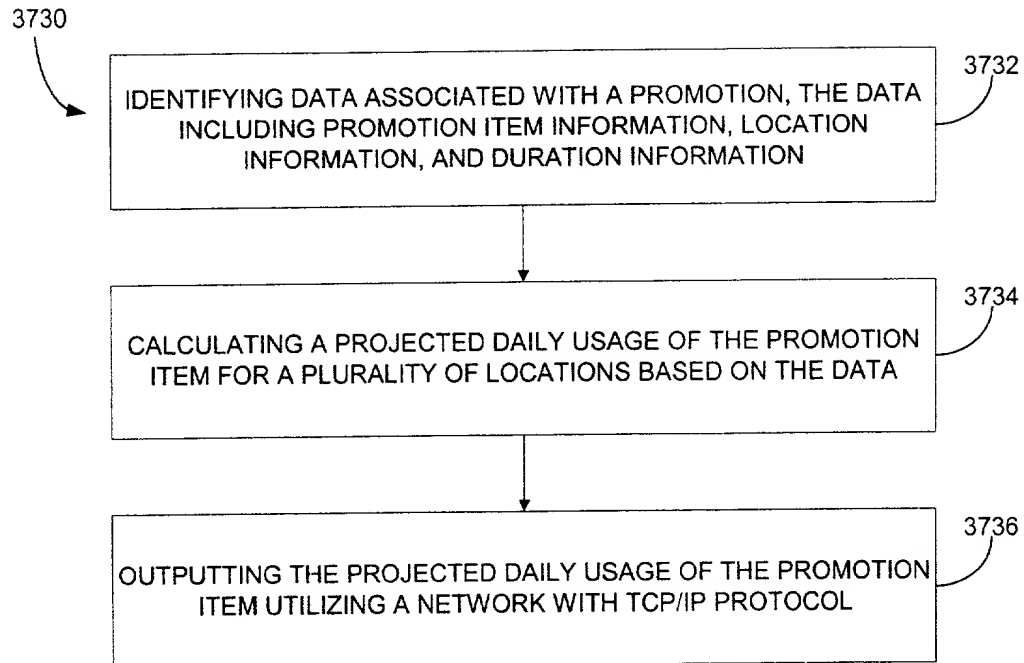 3730
3732
IDENTIFYING DATA ASSOCIATED WITH A PROMOTION, THE DATA
INCLUDING PROMOTION ITEM INFORMATION, LOCATION
INFORMATION, AND DURATION INFORMATION
3734
CALCULATING A PROJECTED DAILY USAGE OF THE PROMOTION
ITEM FOR A PLURALITY OF LOCATIONS BASED ON THE DATA
3736
OUTPUTTING THE PROJECTED DAILY USAGE OF THE PROMOTION
ITEM UTILIZING A NETWORK WITH TCP/IP PROTOCOL